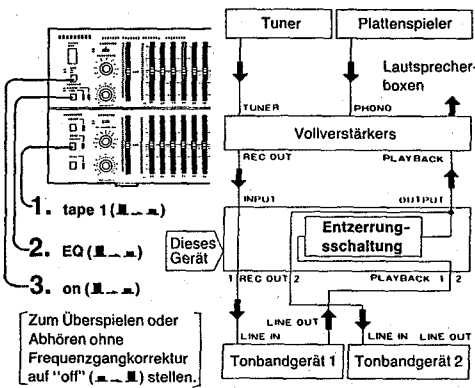 1. tape 1 ( )
2. EQ ( )
3. on ( )
Zum Überspielen oder
Abhören ohne
Frequenzgangkorrektur
auf "off" ( ) stellen.
Tuner
Plattenspieler
Lautsprecher-
boxen
TUNER
PHONO
Vollverstärkers
REC OUT
PLAYBACK
INPUT
OUTPUT
Dieses
Gerät
Entzerrungs-
schaltung
1 REC OUT 2
PLAYBACK 1 2
LINE OUT
LINE IN
LINE IN LINE OUT
Tonbandgerät 1
Tonbandgerät 2